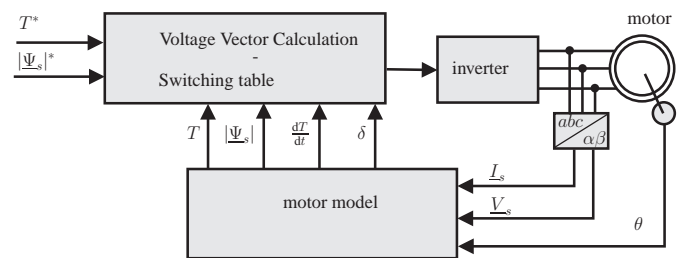 T*
|Ψs|*
Voltage Vector Calculation
-
Switching table
inverter
motor
abc
αβ
T
|Ψs|
dT
dt
δ
motor model
Is
Vs
θ